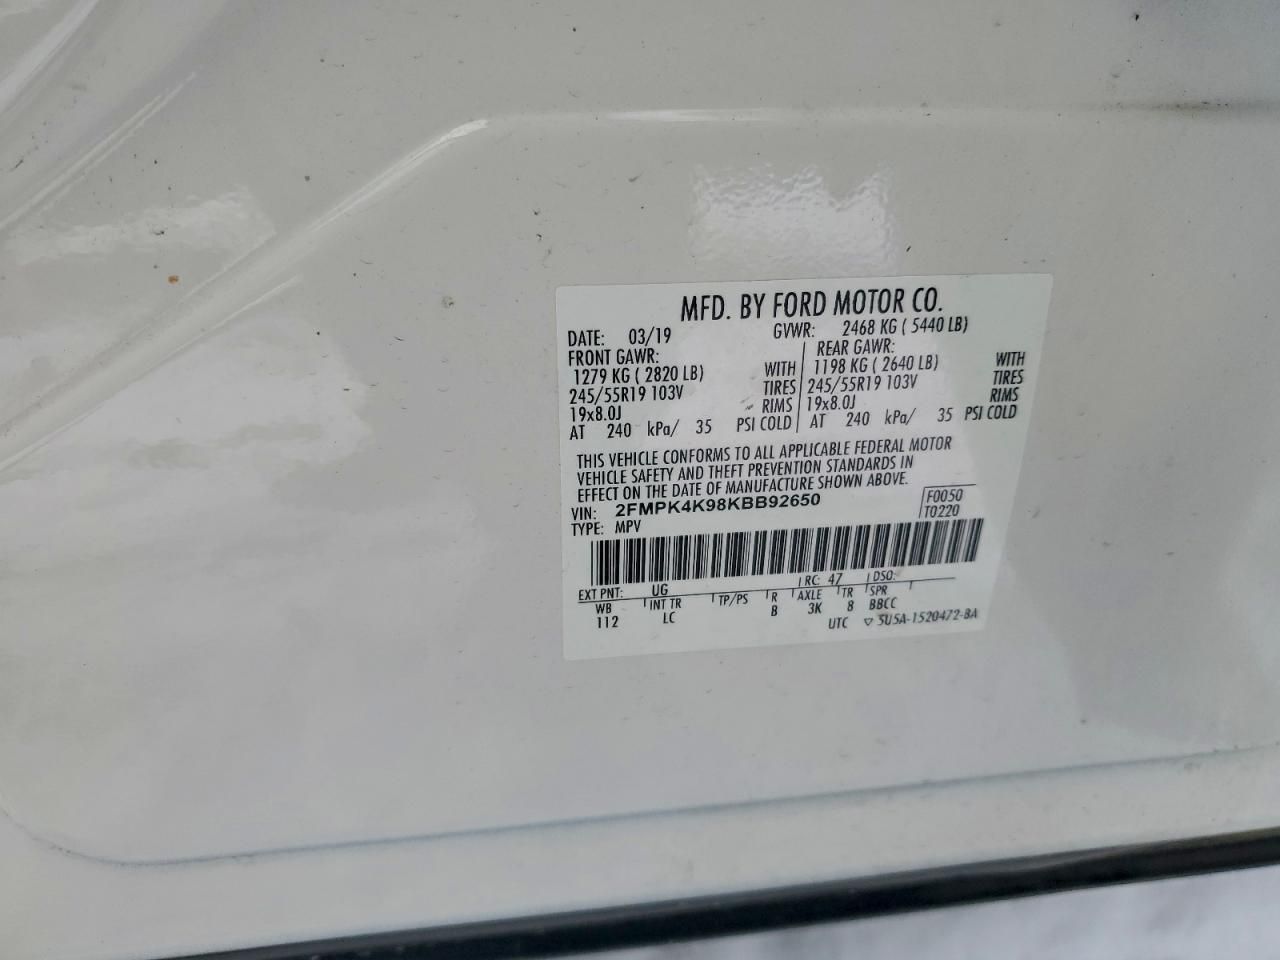 MFD. BY FORD MOTOR CO.
DATE: 03/19 GVWR: 2468 KG ( 5440 LB)
FRONT GAWR: REAR GAWR:
1279 KG ( 2820 LB) WITH 1198 KG ( 2640 LB) WITH
245/55R19 103V TIRES 245/55R19 103V TIRES
19x8.0J RIMS 19x8.0J RIMS
AT 240 kPa/ 35 PSI COLD AT 240 kPa/ 35 PSI COLD
THIS VEHICLE CONFORMS TO ALL APPLICABLE FEDERAL MOTOR
VEHICLE SAFETY AND THEFT PREVENTION STANDARDS IN
EFFECT ON THE DATE OF MANUFACTURE SHOWN ABOVE.
VIN: 2FMPK4K98KBB92650 F0050
TYPE: MPV T0220
EXT PNT: UG RC: 47 DSO:
WB INT TR TP/PS R AXLE TR SPR
112 LC B 3K 8 BBCC
UTC ▽ 5U5A-1520472-BA